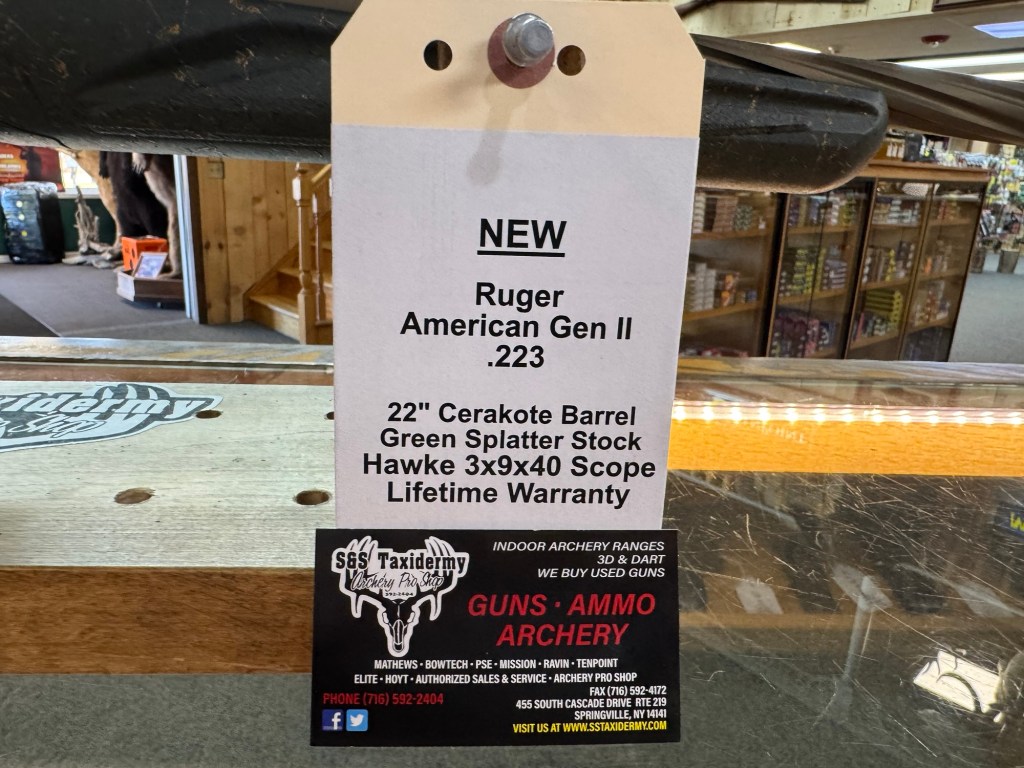 NEW
Ruger
American Gen II
.223
22" Cerakote Barrel
Green Splatter Stock
Hawke 3x9x40 Scope
Lifetime Warranty
S&S Taxidermy
Archery Pro Shop
592-2404
INDOOR ARCHERY RANGES
3D & DART
WE BUY USED GUNS
GUNS · AMMO
ARCHERY
MATHEWS · BOWTECH · PSE · MISSION · RAVIN · TENPOINT
ELITE · HOYT · AUTHORIZED SALES & SERVICE · ARCHERY PRO SHOP
PHONE (716) 592-2404
FAX (716) 592-4172
455 SOUTH CASCADE DRIVE RTE 219
SPRINGVILLE, NY 14141
VISIT US AT WWW.SSTAXIDERMY.COM